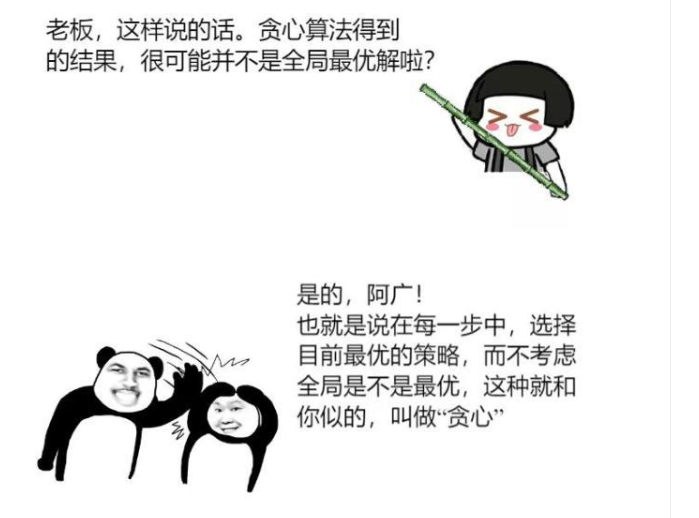 老板，这样说的话。贪心算法得到
的结果，很可能并不是全局最优解啦？
是的，阿广！
也就是说在每一步中，选择
目前最优的策略，而不考虑
全局是不是最优，这种就和
你似的，叫做“贪心”